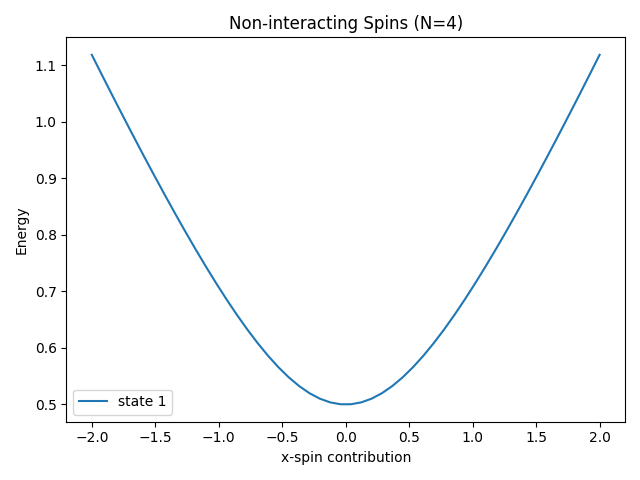 Non-interacting Spins (N=4)
Energy
1.1
1.0
0.9
0.8
0.7
0.6
0.5
state 1
−2.0 −1.5 −1.0 −0.5 0.0 0.5 1.0 1.5 2.0
x-spin contribution